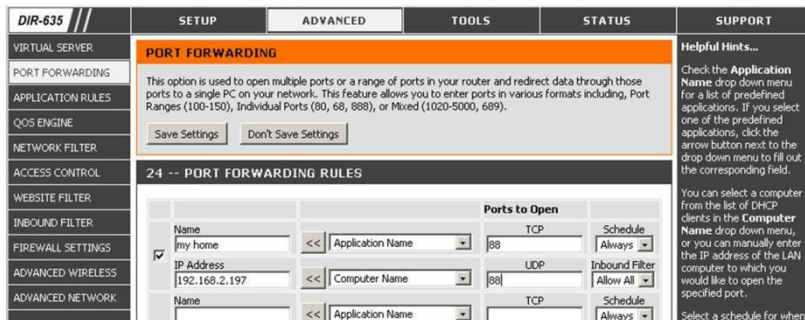 DIR-635
SETUP
ADVANCED
TOOLS
STATUS
SUPPORT
VIRTUAL SERVER
PORT FORWARDING
APPLICATION RULES
QOS ENGINE
NETWORK FILTER
ACCESS CONTROL
WEBSITE FILTER
INBOUND FILTER
FIREWALL SETTINGS
ADVANCED WIRELESS
ADVANCED NETWORK
PORT FORWARDING
This option is used to open multiple ports or a range of ports in your router and redirect data through those
ports to a single PC on your network. This feature allows you to enter ports in various formats including, Port
Ranges (100-150), Individual Ports (80, 68, 888), or Mixed (1020-5000, 689).
Save Settings
Don't Save Settings
24 -- PORT FORWARDING RULES
Ports to Open
Name
TCP
Schedule
my home
<<
Application Name
88
Always
IP Address
UDP
Inbound Filter
192.168.2.197
<<
Computer Name
88
Allow All
Name
TCP
Schedule
<<
Application Name
Always
Helpful Hints...
Check the Application
Name drop down menu
for a list of predefined
applications. If you select
one of the predefined
applications, click the
arrow button next to the
drop down menu to fill out
the corresponding field.
You can select a computer
from the list of DHCP
clients in the Computer
Name drop down menu,
or you can manually enter
the IP address of the LAN
computer to which you
would like to open the
specified port.
Select a schedule for when